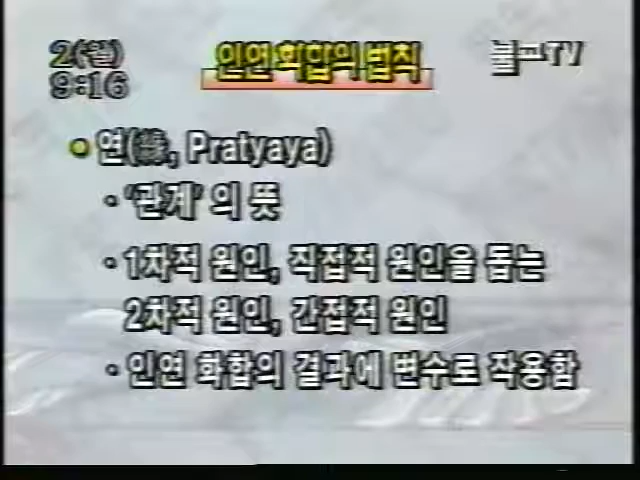 2(월)
9:16
인연 화합의 법칙
불교TV
• 연(緣, Pratyaya)
· '관계'의 뜻
· 1차적 원인, 직접적 원인을 돕는
2차적 원인, 간접적 원인
· 인연 화합의 결과에 변수로 작용함